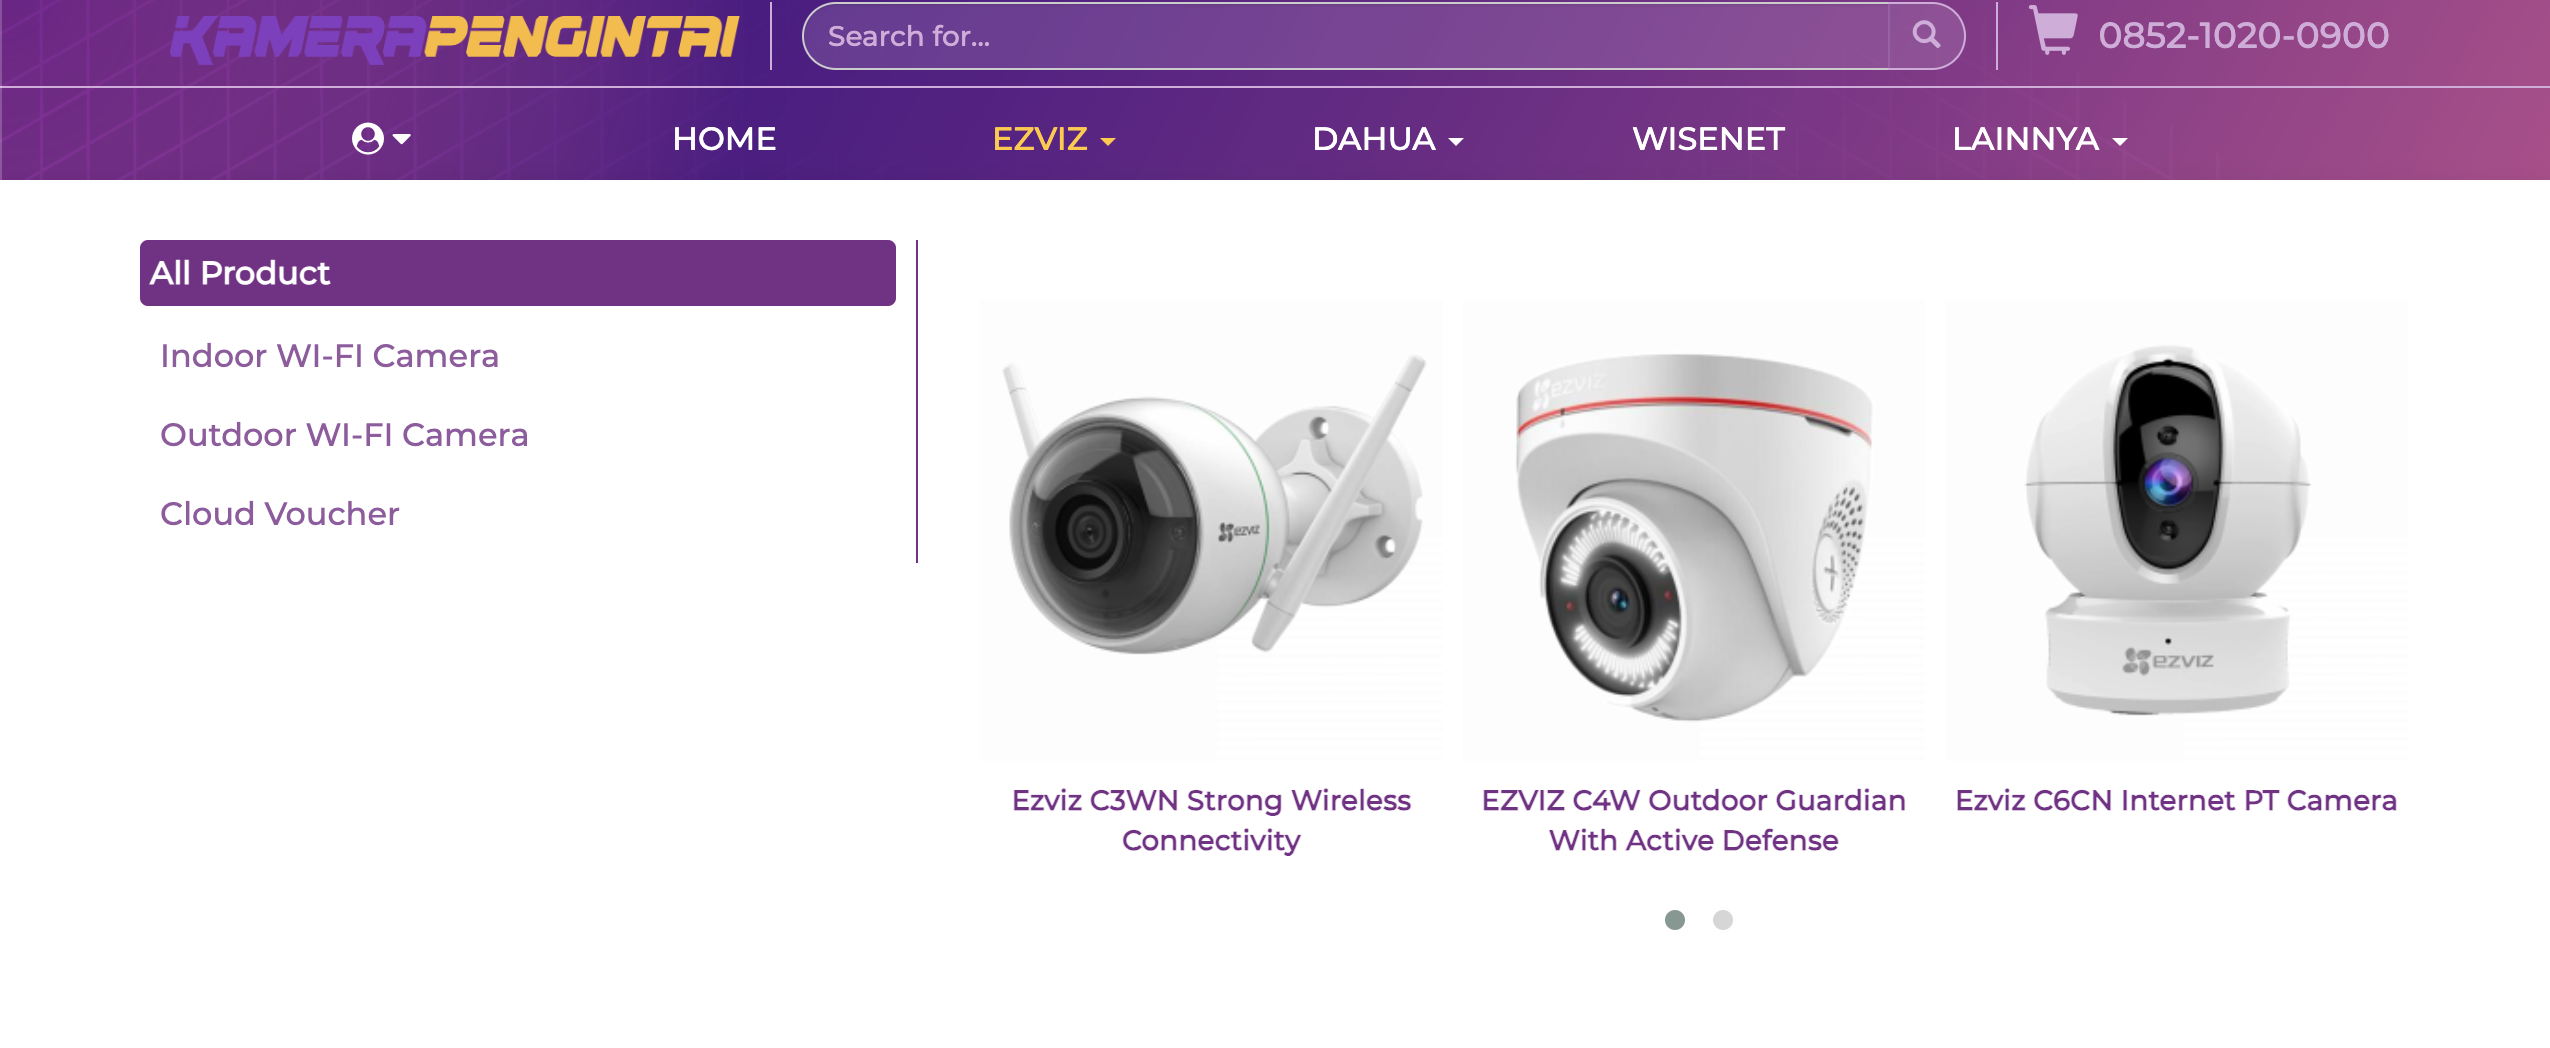 KAMERAPENGINTAI
Search for...
0852-1020-0900
HOME
EZVIZ
DAHUA
WISENET
LAINNYA
All Product
Indoor WI-FI Camera
Outdoor WI-FI Camera
Cloud Voucher
ezviz
ezviz
ezviz
Ezviz C3WN Strong Wireless
Connectivity
EZVIZ C4W Outdoor Guardian
With Active Defense
Ezviz C6CN Internet PT Camera